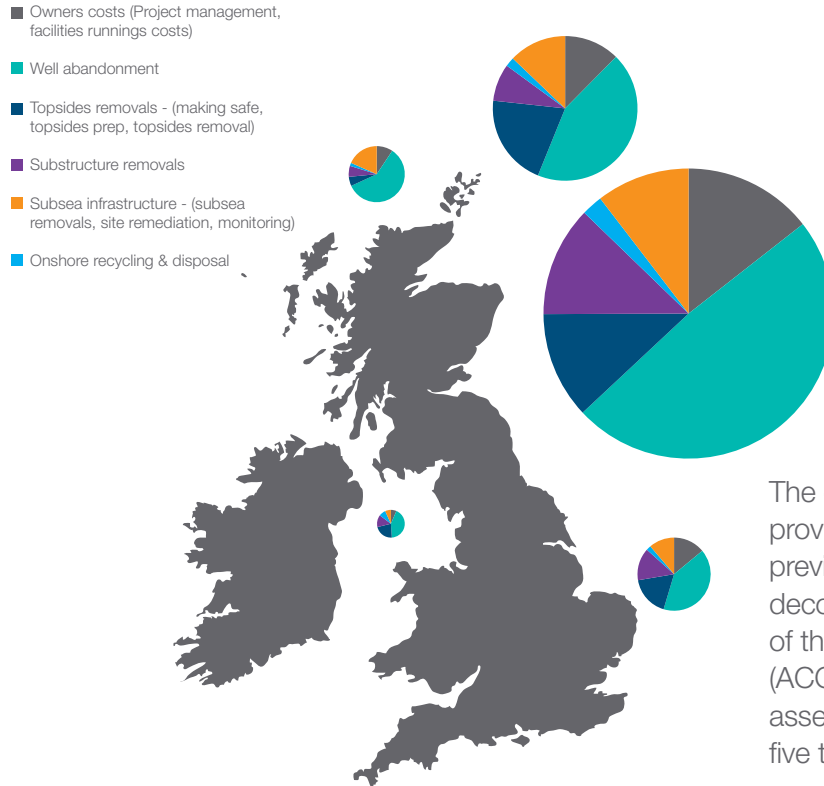 Owners costs (Project management,
facilities runnings costs)
Well abandonment
Topsides removals - (making safe,
topsides prep, topsides removal)
Substructure removals
Subsea infrastructure - (subsea
removals, site remediation, monitoring)
Onshore recycling & disposal
The
prov
previ
deco
of th
(ACC
asse
five t